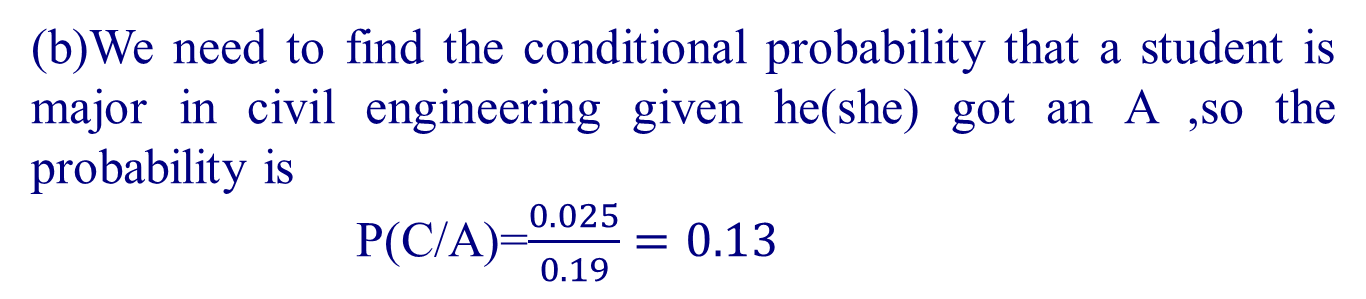 (b)We need to find the conditional probability that a student is
major in civil engineering given he(she) got an A ,so the
probability is
P(C/A)=0.025/0.19 = 0.13